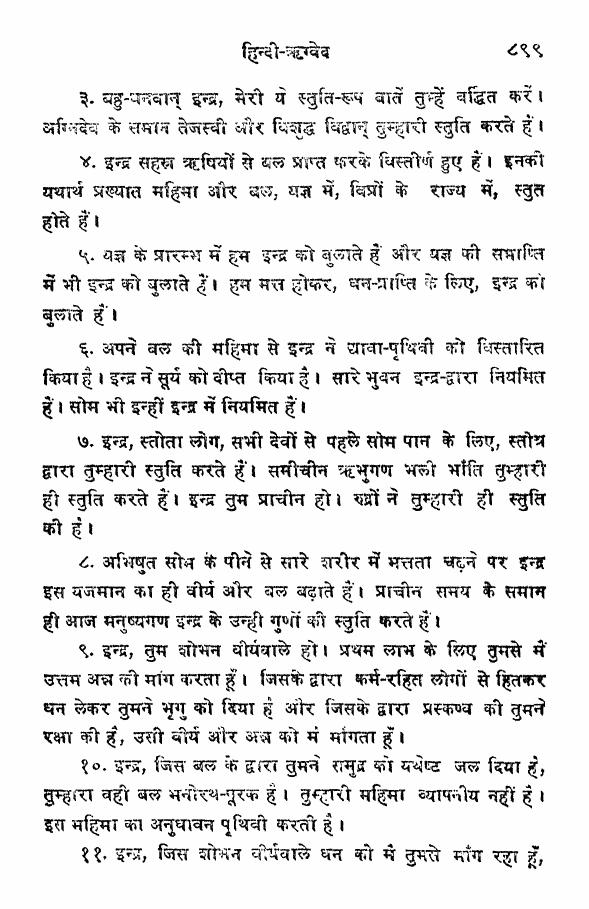 हिन्दी-ऋग्वेद ८९९
३. बहु-धनवान् इन्द्र, मेरी ये स्तुति-रूप बातें तुम्हें वर्द्धित करें।
अग्निदेव के समान तेजस्वी और विशुद्ध विद्वान् तुम्हारी स्तुति करते हैं।
४. इन्द्र सहस्र ऋषियों से बल प्राप्त करके विस्तीर्ण हुए हैं। इनकी
यथार्थ प्रख्यात महिमा और बल, यज्ञ में, विप्रों के राज्य में, स्तुत
होते हैं।
५. यज्ञ के प्रारम्भ में हम इन्द्र को बुलाते हैं और यज्ञ की समाप्ति
में भी इन्द्र को बुलाते हैं। हम मत्त होकर, धन-प्राप्ति के लिए, इन्द्र को
बुलाते हैं।
६. अपने बल की महिमा से इन्द्र ने द्यावा-पृथिवी को विस्तारित
किया है। इन्द्र ने सूर्य को दीप्त किया है। सारे भुवन इन्द्र-द्वारा नियमित
हैं। सोम भी इन्हीं इन्द्र में नियमित हैं।
७. इन्द्र, स्तोता लोग, सभी देवों से पहले सोम पान के लिए, स्तोत्र
द्वारा तुम्हारी स्तुति करते हैं। समीचीन ऋभुगण भली भाँति तुम्हारी
ही स्तुति करते हैं। इन्द्र तुम प्राचीन हो। रुद्रों ने तुम्हारी ही स्तुति
की है।
८. अभिषुत सोम के पीने से सारे शरीर में मत्तता चढ़ने पर इन्द्र
इस यजमान का ही वीर्य और बल बढ़ाते हैं। प्राचीन समय के समान
ही आज मनुष्यगण इन्द्र के उन्ही गुणों की स्तुति करते हैं।
९. इन्द्र, तुम शोभन वीर्यवाले हो। प्रथम लाभ के लिए तुमसे मैं
उत्तम अन्न की मांग करता हूँ। जिसके द्वारा कर्म-रहित लोगों से हितकर
धन लेकर तुमने भृगु को दिया है और जिसके द्वारा प्रस्कण्व की तुमने
रक्षा की है, उसी वीर्य और अन्न को मैं मांगता हूँ।
१०. इन्द्र, जिस बल के द्वारा तुमने समुद्र को यथेष्ट जल दिया है,
तुम्हारा वही बल मनोरथ-पूरक है। तुम्हारी महिमा व्यापनीय नहीं है।
इस महिमा का अनुधावन पृथिवी करती है।
११. इन्द्र, जिस शोभन वीर्यवाले धन को मैं तुमसे माँग रहा हूँ,